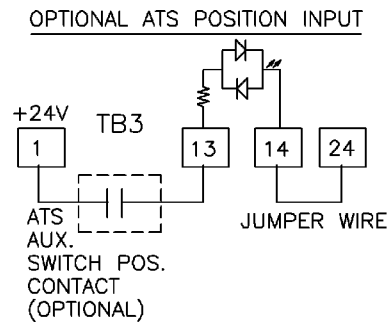 OPTIONAL ATS POSITION INPUT
+24V
TB3
1
13
14
24
ATS
AUX.
SWITCH POS.
CONTACT
(OPTIONAL)
JUMPER WIRE